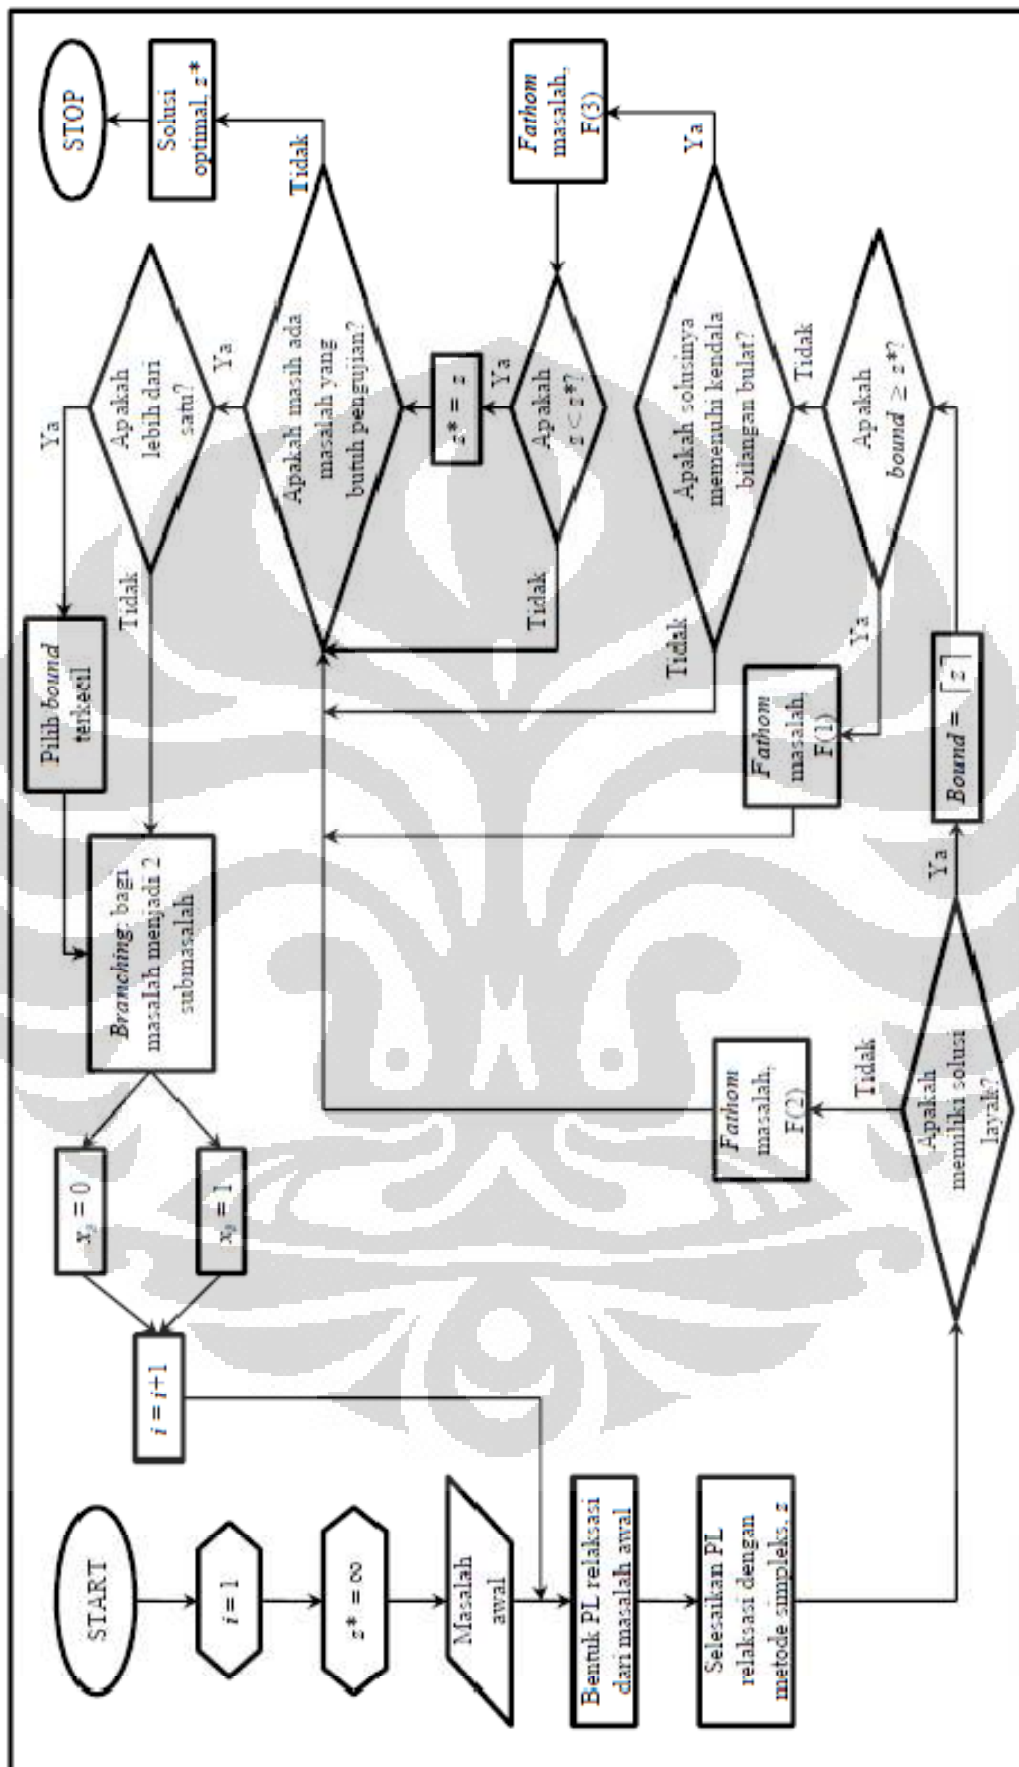 START
i = 1
z* = ∞
Masalah
awal
Bentuk PL relaksasi
dari masalah awal
Selesaikan PL
relaksasi dengan
metode simpleks, z
Apakah
memiliki solusi
layak?
Tidak
Fathom
masalah,
F(2)
Ya
Bound = ⌈z⌉
Apakah
bound ≥ z*?
Ya
Fathom
masalah,
F(1)
Tidak
Apakah solusinya
memenuhi kendala
bilangan bulat?
Tidak
Ya
Fathom
masalah,
F(3)
Apakah
z < z*?
Tidak
Ya
z* = z
Apakah masih ada
masalah yang
butuh pengujian?
Tidak
Solusi
optimal, z*
STOP
Ya
Apakah
lebih dari
satu?
Ya
Pilih bound
terkecil
Tidak
Branching: bagi
masalah menjadi 2
submasalah
= 0
= 1
i = i+1